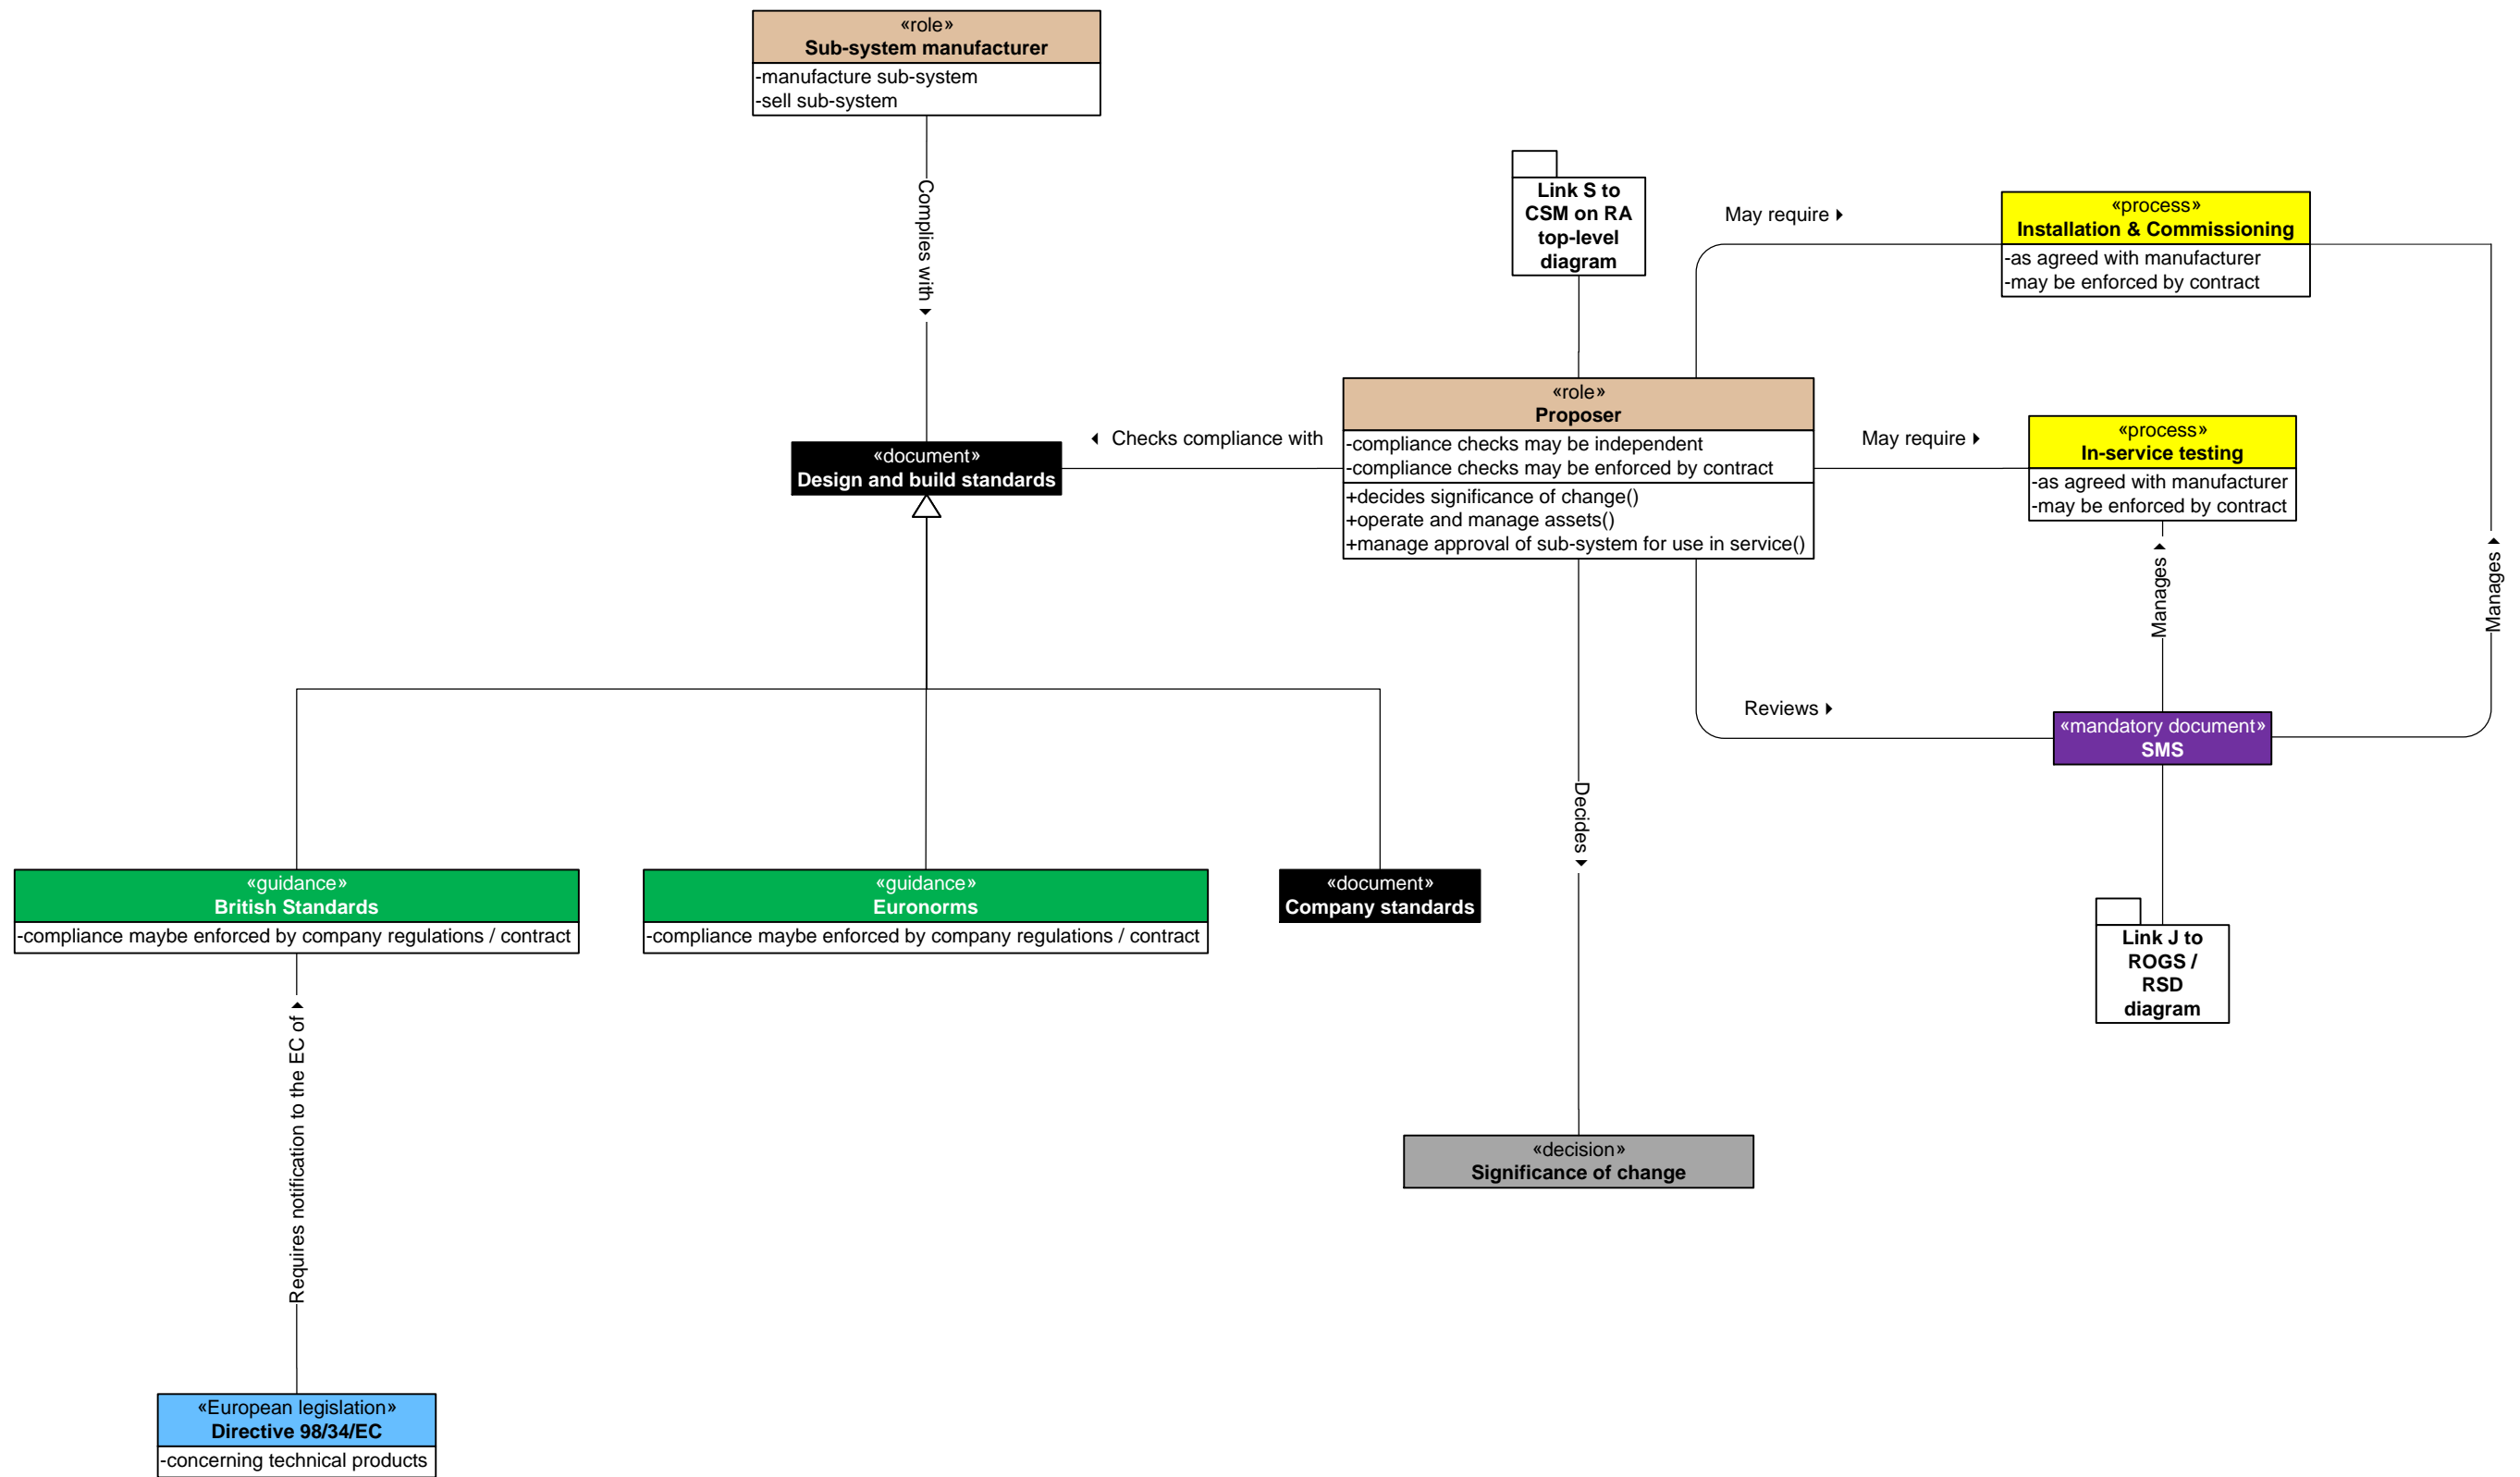 «role»
Sub-system manufacturer
-manufacture sub-system
-sell sub-system
Complies with
Link S to
CSM on RA
top-level
diagram
May require
«process»
Installation & Commissioning
-as agreed with manufacturer
-may be enforced by contract
«role»
Proposer
-compliance checks may be independent
-compliance checks may be enforced by contract
+decides significance of change()
+operate and manage assets()
+manage approval of sub-system for use in service()
Checks compliance with
«document»
Design and build standards
May require
«process»
In-service testing
-as agreed with manufacturer
-may be enforced by contract
Manages
Manages
Reviews
«mandatory document»
SMS
Decides
«guidance»
British Standards
-compliance maybe enforced by company regulations / contract
«guidance»
Euronorms
-compliance maybe enforced by company regulations / contract
«document»
Company standards
Link J to
ROGS /
RSD
diagram
Requires notification to the EC of
«decision»
Significance of change
«European legislation»
Directive 98/34/EC
-concerning technical products